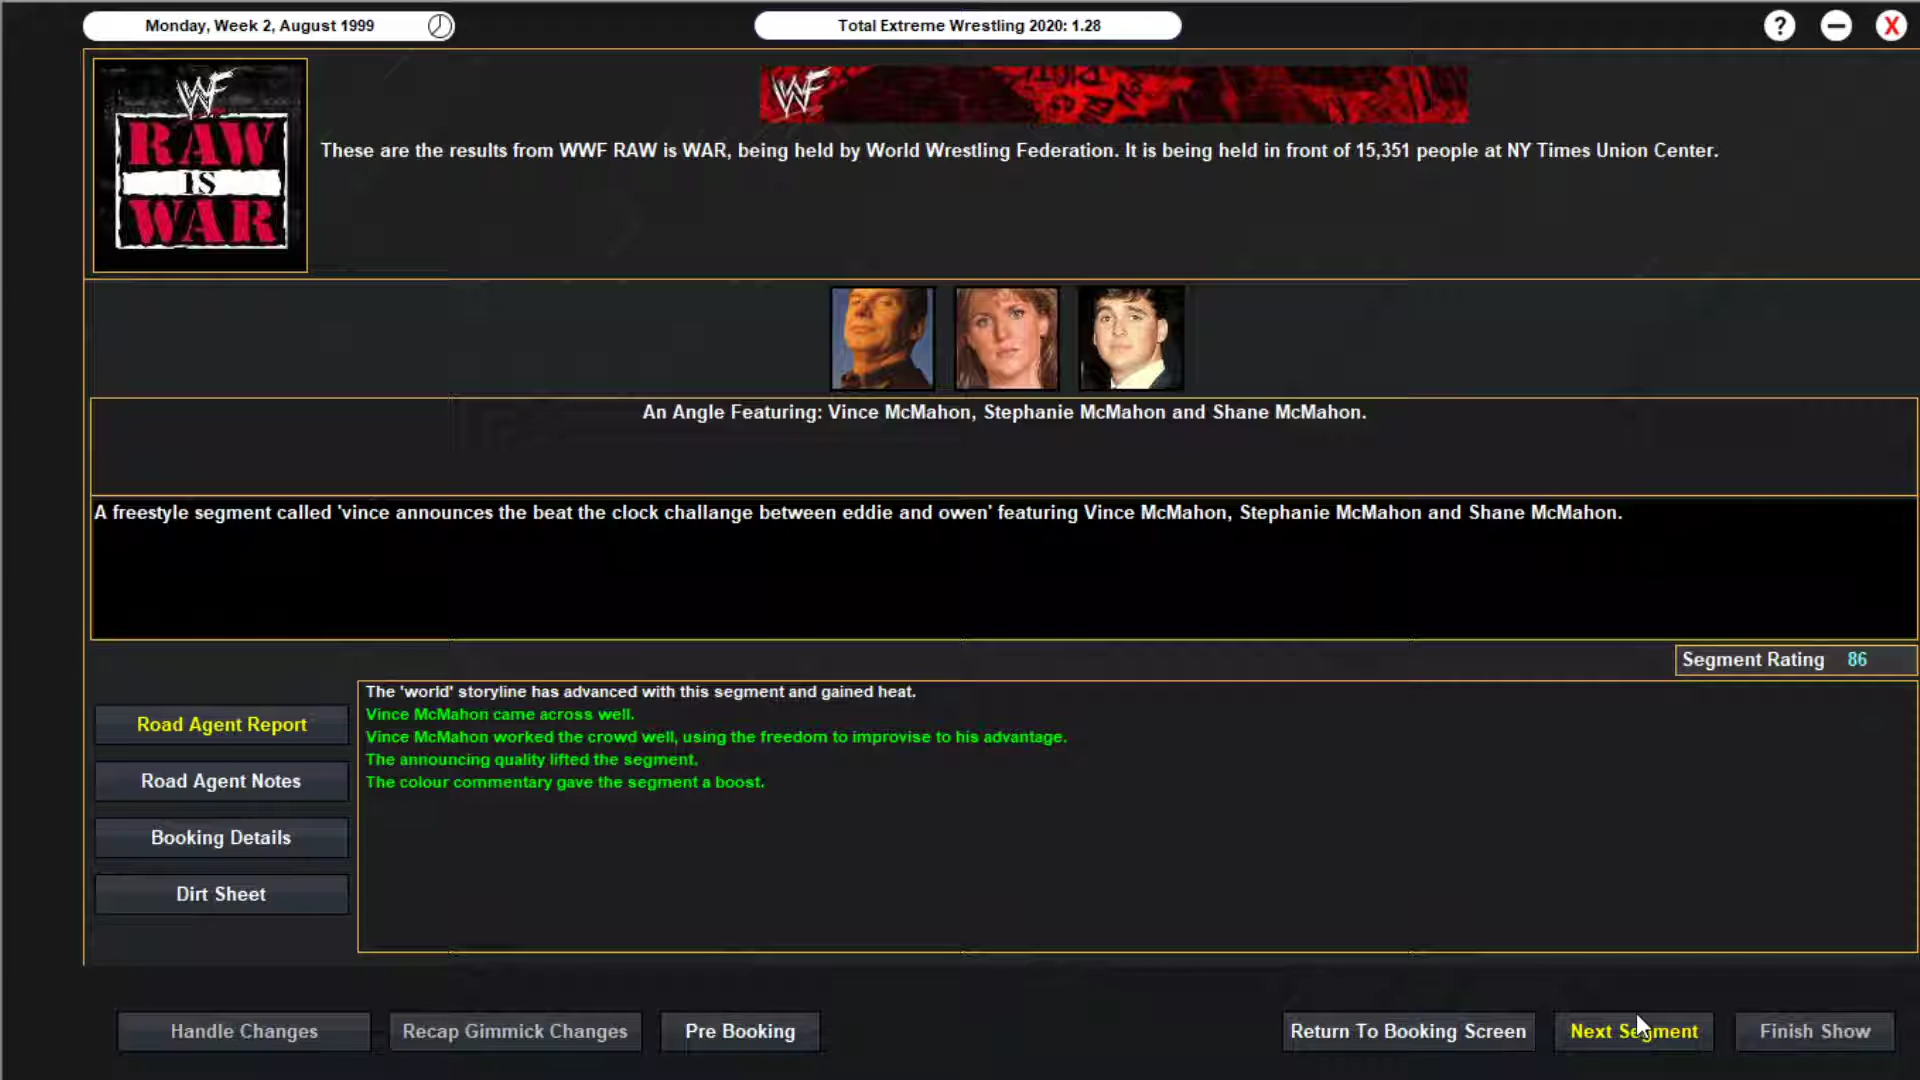 Monday, Week 2, August 1999
Total Extreme Wrestling 2020: 1.28
?
X
WF
RAW
IS
WAR
WF
These are the results from WWF RAW is WAR, being held by World Wrestling Federation. It is being held in front of 15,351 people at NY Times Union Center.
An Angle Featuring: Vince McMahon, Stephanie McMahon and Shane McMahon.
A freestyle segment called 'vince announces the beat the clock challange between eddie and owen' featuring Vince McMahon, Stephanie McMahon and Shane McMahon.
Segment Rating 86
Road Agent Report
Road Agent Notes
Booking Details
Dirt Sheet
The 'world' storyline has advanced with this segment and gained heat.
Vince McMahon came across well.
Vince McMahon worked the crowd well, using the freedom to improvise to his advantage.
The announcing quality lifted the segment.
The colour commentary gave the segment a boost.
Handle Changes
Recap Gimmick Changes
Pre Booking
Return To Booking Screen
Next Segment
Finish Show